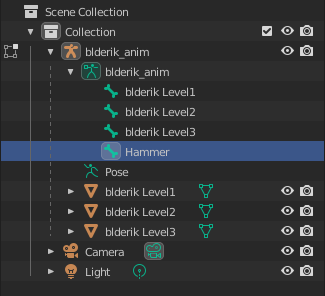 Scene Collection
Collection
blderik_anim
blderik_anim
blderik Level1
blderik Level2
blderik Level3
Hammer
Pose
blderik Level1
blderik Level2
blderik Level3
Camera
Light